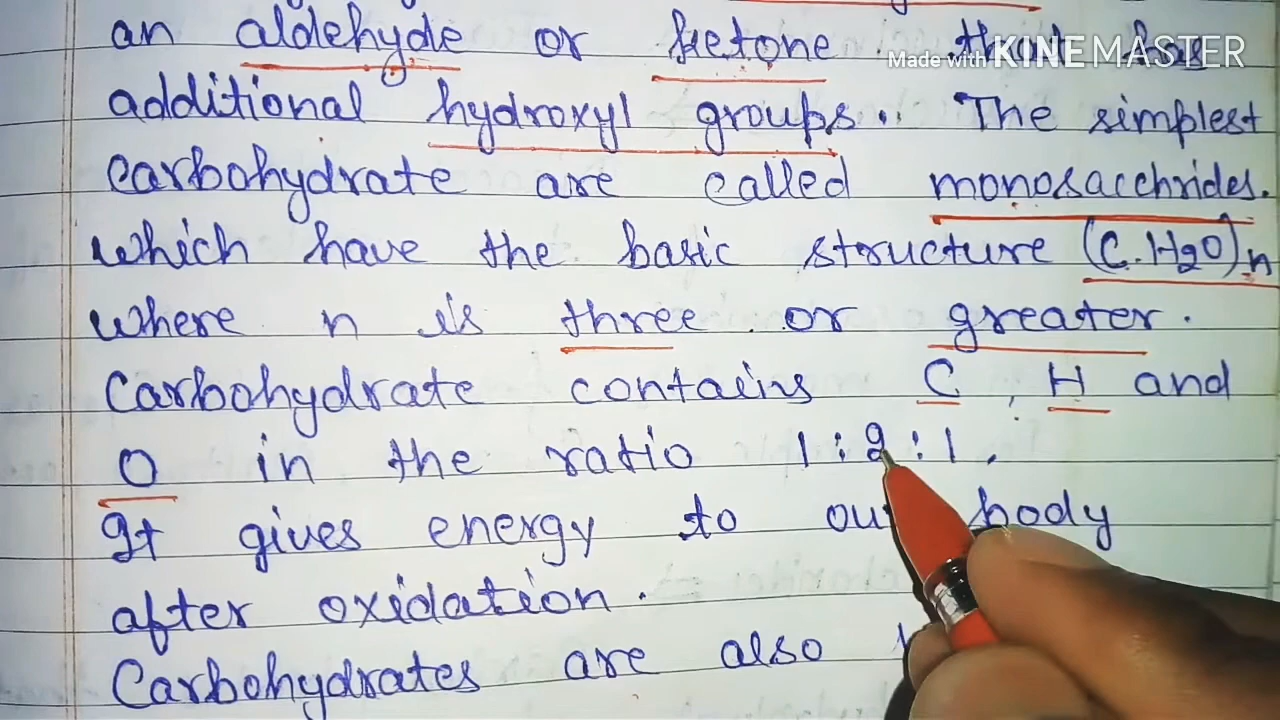 an aldehyde or ketone that has
Made with KINEMASTER
additional hydroxyl groups. The simplest
carbohydrate are called monosacchrides.
which have the basic structure (C.H2O)n
where n is three or greater.
Carbohydrate contains C, H and
O in the ratio 1:2:1.
It gives energy to our body
after oxidation.
Carbohydrates are also